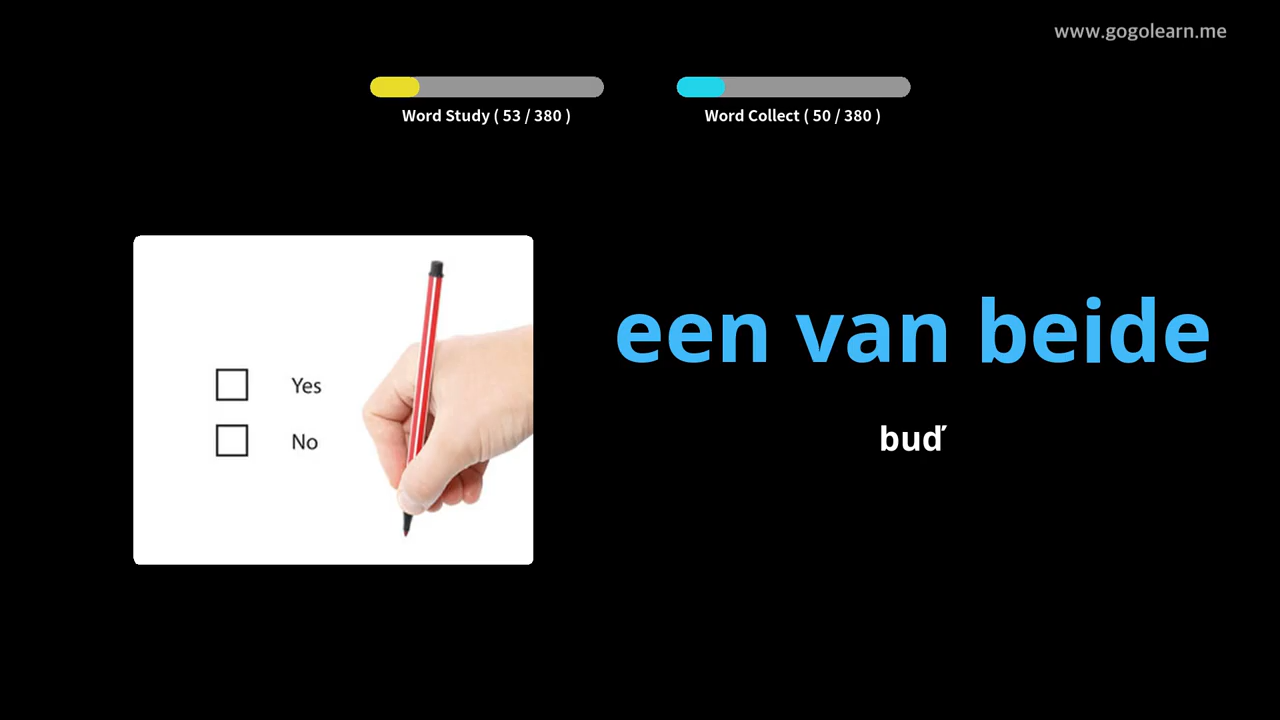 www.gogolearn.me
Word Study ( 53 / 380 )
Word Collect ( 50 / 380 )
een van beide
buď
Yes
No